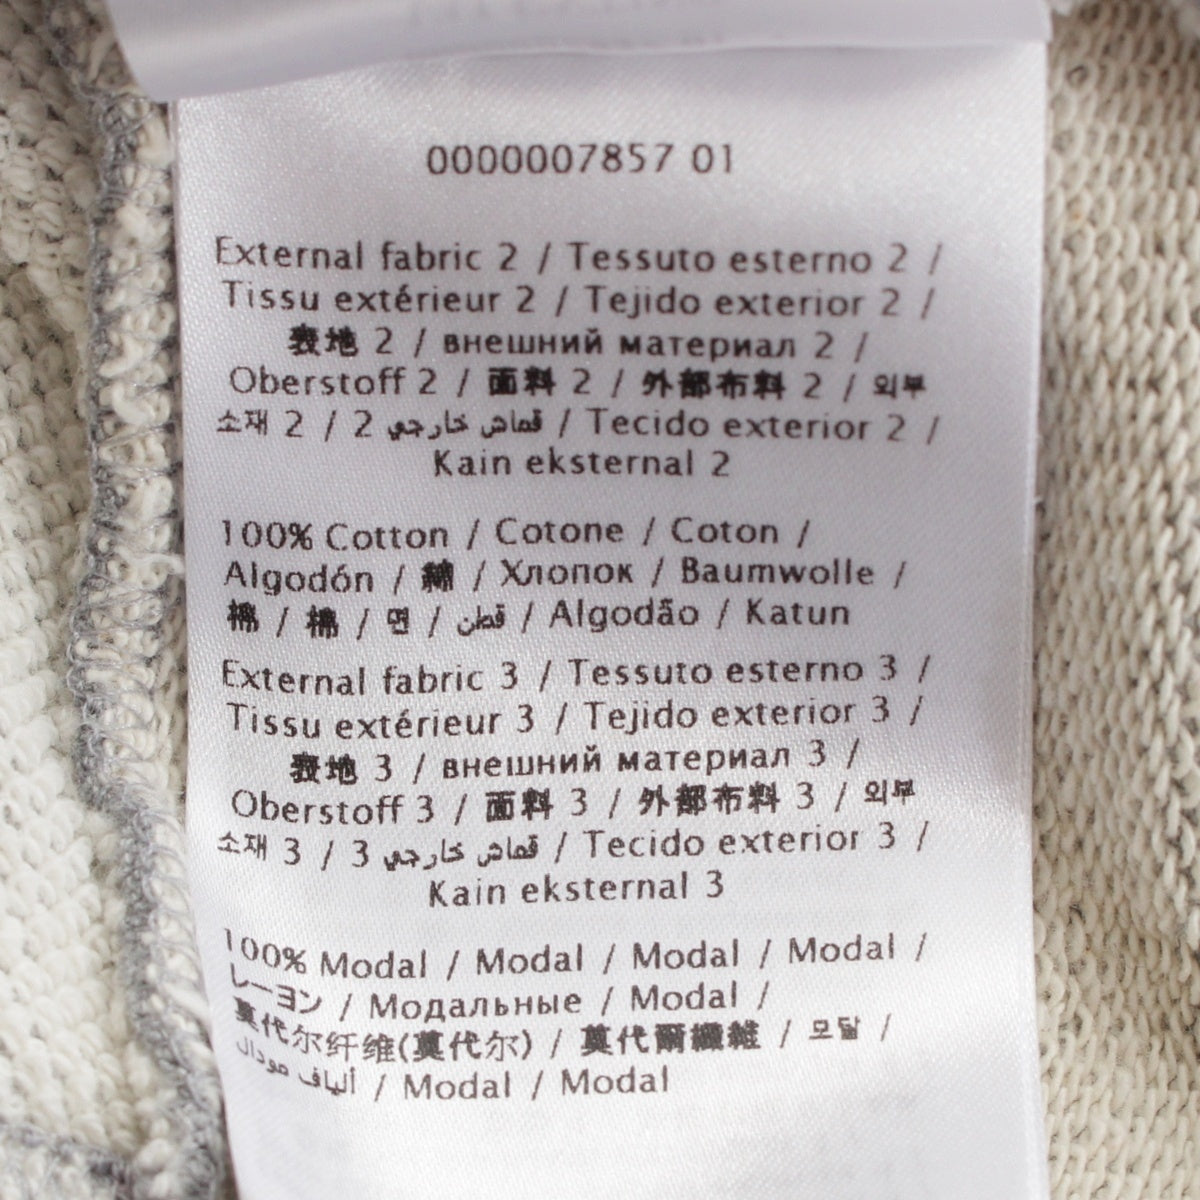 0000007857 01
External fabric 2 / Tessuto esterno 2 /
Tissu extérieur 2 / Tejido exterior 2 /
表地 2 / внешний материал 2 /
Oberstoff 2 / 面料 2 / 外部布料 2 / 외부
소재 2 / قماش خارجي 2 / Tecido exterior 2 /
Kain eksternal 2
100% Cotton / Cotone / Coton /
Algodón / 綿 / Хлопок / Baumwolle /
棉 / 棉 / 면 / قطن / Algodão / Katun
External fabric 3 / Tessuto esterno 3 /
Tissu extérieur 3 / Tejido exterior 3 /
表地 3 / внешний материал 3 /
Oberstoff 3 / 面料 3 / 外部布料 3 / 외부
소재 3 / قماش خارجي 3 / Tecido exterior 3 /
Kain eksternal 3
100% Modal / Modal / Modal / Modal /
レーヨン / Модальные / Modal /
莫代尔纤维(莫代尔) / 莫代爾纖維 / 모달 /
ألياف مودال / Modal / Modal